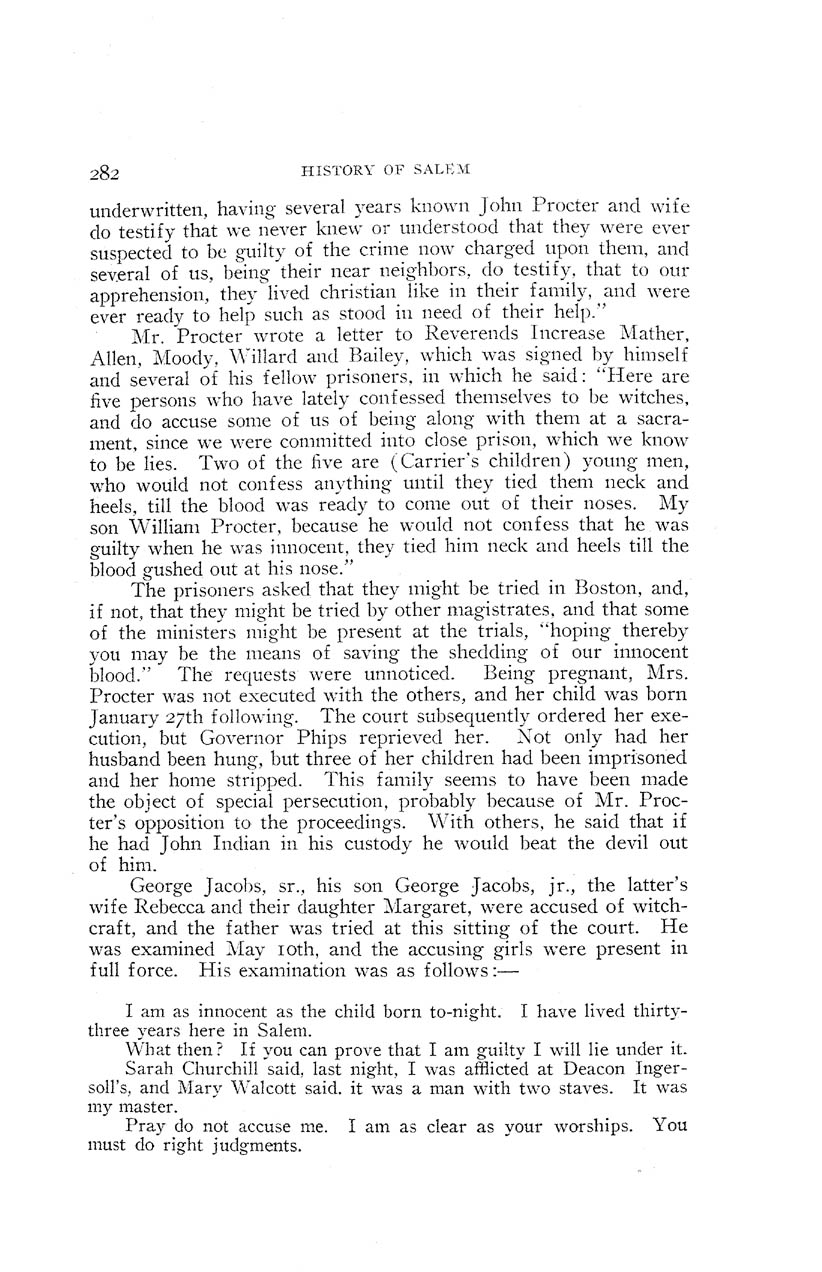 282 HISTORY OF SALEM
underwritten, having several years known John Procter and wife
do testify that we never knew or understood that they were ever
suspected to be guilty of the crime now charged upon them, and
several of us, being their near neighbors, do testify, that to our
apprehension, they lived christian like in their family, and were
ever ready to help such as stood in need of their help.”
Mr. Procter wrote a letter to Reverends Increase Mather,
Allen, Moody, Willard and Bailey, which was signed by himself
and several of his fellow prisoners, in which he said: “Here are
five persons who have lately confessed themselves to be witches,
and do accuse some of us of being along with them at a sacra-
ment, since we were committed into close prison, which we know
to be lies. Two of the five are (Carrier's children) young men,
who would not confess anything until they tied them neck and
heels, till the blood was ready to come out of their noses. My
son William Procter, because he would not confess that he was
guilty when he was innocent, they tied him neck and heels till the
blood gushed out at his nose.”
The prisoners asked that they might be tried in Boston, and,
if not, that they might be tried by other magistrates, and that some
of the ministers might be present at the trials, “hoping thereby
you may be the means of saving the shedding of our innocent
blood.” The requests were unnoticed. Being pregnant, Mrs.
Procter was not executed with the others, and her child was born
January 27th following. The court subsequently ordered her exe-
cution, but Governor Phips reprieved her. Not only had her
husband been hung, but three of her children had been imprisoned
and her home stripped. This family seems to have been made
the object of special persecution, probably because of Mr. Proc-
ter's opposition to the proceedings. With others, he said that if
he had John Indian in his custody he would beat the devil out
of him.
George Jacobs, sr., his son George Jacobs, jr., the latter's
wife Rebecca and their daughter Margaret, were accused of witch-
craft, and the father was tried at this sitting of the court. He
was examined May 10th, and the accusing girls were present in
full force. His examination was as follows:—
I am as innocent as the child born to-night. I have lived thirty-
three years here in Salem.
What then? If you can prove that I am guilty I will lie under it.
Sarah Churchill said, last night, I was afflicted at Deacon Inger-
soll's, and Mary Walcott said, it was a man with two staves. It was
my master.
Pray do not accuse me. I am as clear as your worships. You
must do right judgments.